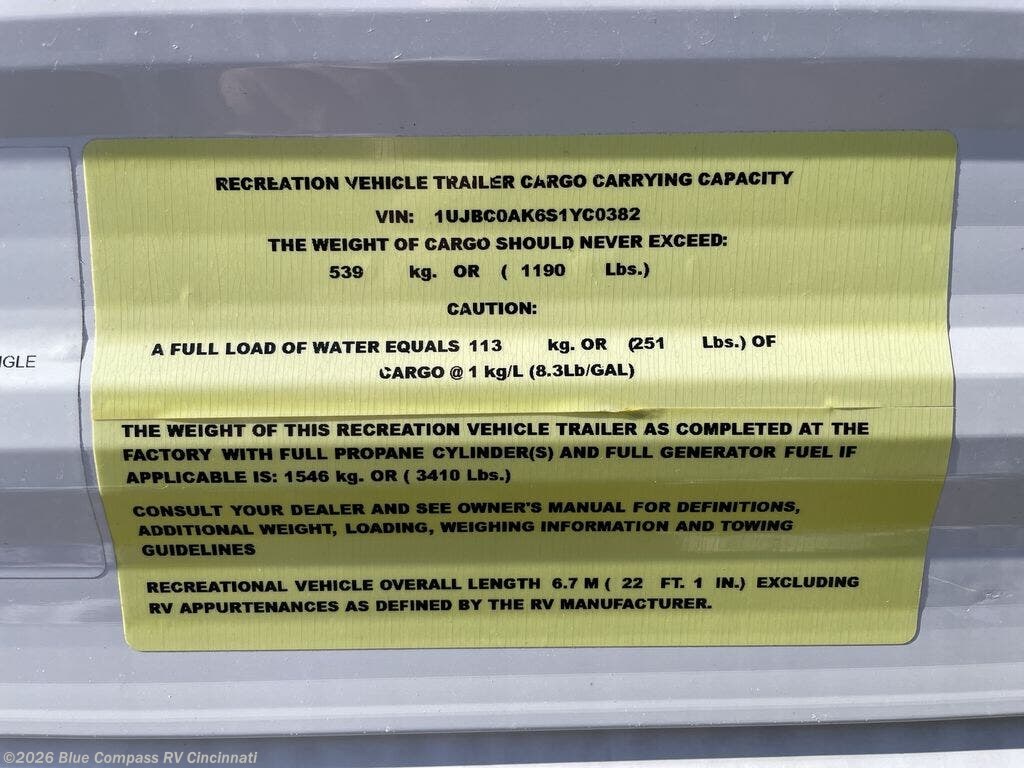 RECREATION VEHICLE TRAILER CARGO CARRYING CAPACITY
VIN: 1UJBC0AK6S1YC0382
THE WEIGHT OF CARGO SHOULD NEVER EXCEED:
539 kg. OR ( 1190 Lbs.)
CAUTION:
A FULL LOAD OF WATER EQUALS 113 kg. OR (251 Lbs.) OF
CARGO @ 1 kg/L (8.3Lb/GAL)
THE WEIGHT OF THIS RECREATION VEHICLE TRAILER AS COMPLETED AT THE
FACTORY WITH FULL PROPANE CYLINDER(S) AND FULL GENERATOR FUEL IF
APPLICABLE IS: 1546 kg. OR ( 3410 Lbs.)
CONSULT YOUR DEALER AND SEE OWNER'S MANUAL FOR DEFINITIONS,
ADDITIONAL WEIGHT, LOADING, WEIGHING INFORMATION AND TOWING
GUIDELINES
RECREATIONAL VEHICLE OVERALL LENGTH 6.7 M ( 22 FT. 1 IN.) EXCLUDING
RV APPURTENANCES AS DEFINED BY THE RV MANUFACTURER.
©2026 Blue Compass RV Cincinnati